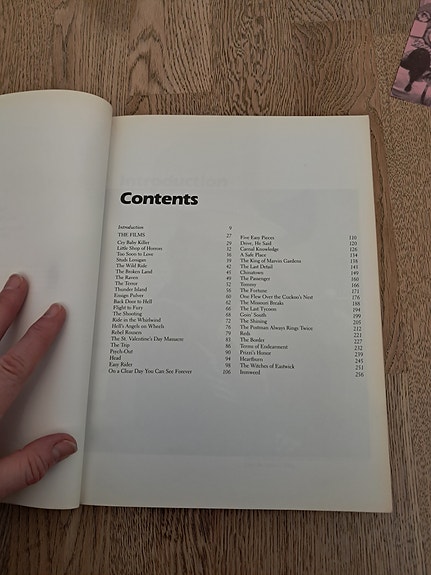 Contents
Introduction 9
THE FILMS 27
Cry Baby Killer 29
Little Shop of Horrors 32
Too Soon to Love 36
Studs Lonigan 39
The Wild Ride 42
The Broken Land 45
The Raven 49
The Terror 52
Thunder Island 58
Ensign Pulver 60
Back Door to Hell 62
Flight to Fury 66
The Shooting 68
Ride in the Whirlwind 72
Hell's Angels on Wheels 76
Rebel Rousers 79
The St. Valentine's Day Massacre 83
The Trip 86
Psych-Out 90
Head 94
Easy Rider 98
On a Clear Day You Can See Forever 106
Five Easy Pieces 110
Drive, He Said 120
Carnal Knowledge 126
A Safe Place 134
The King of Marvin Gardens 138
The Last Detail 143
Chinatown 149
The Passenger 160
Tommy 166
The Fortune 171
One Flew Over the Cuckoo's Nest 176
The Missouri Breaks 188
The Last Tycoon 194
Goin' South 199
The Shining 205
The Postman Always Rings Twice 212
Reds 221
The Border 227
Terms of Endearment 232
Prizzi's Honor 239
Heartburn 245
The Witches of Eastwick 251
Ironweed 256